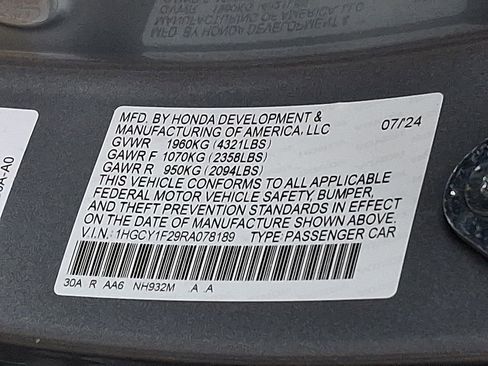 MFD. BY HONDA DEVELOPMENT &
MANUFACTURING OF AMERICA, LLC 07/'24
GVWR 1960KG (4321LBS)
GAWR F 1070KG (2358LBS)
GAWR R 950KG (2094LBS)
THIS VEHICLE CONFORMS TO ALL APPLICABLE
FEDERAL MOTOR VEHICLE SAFETY, BUMPER,
AND THEFT PREVENTION STANDARDS IN EFFECT
ON THE DATE OF MANUFACTURE SHOWN ABOVE.
V.I.N.: 1HGCY1F29RA078189 TYPE PASSENGER CAR
30A R AA6 NH932M A A